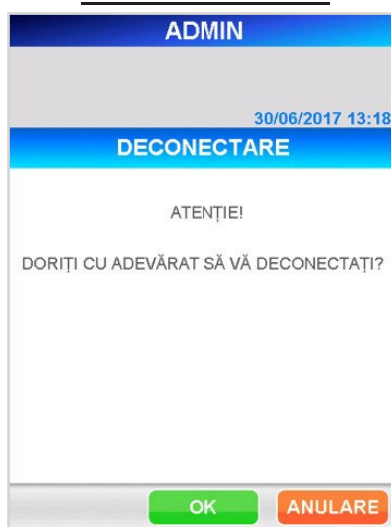 ADMIN
30/06/2017 13:18
DECONECTARE
ATENȚIE!
DORIȚI CU ADEVĂRAT SĂ VĂ DECONECTAȚI?
OK
ANULARE